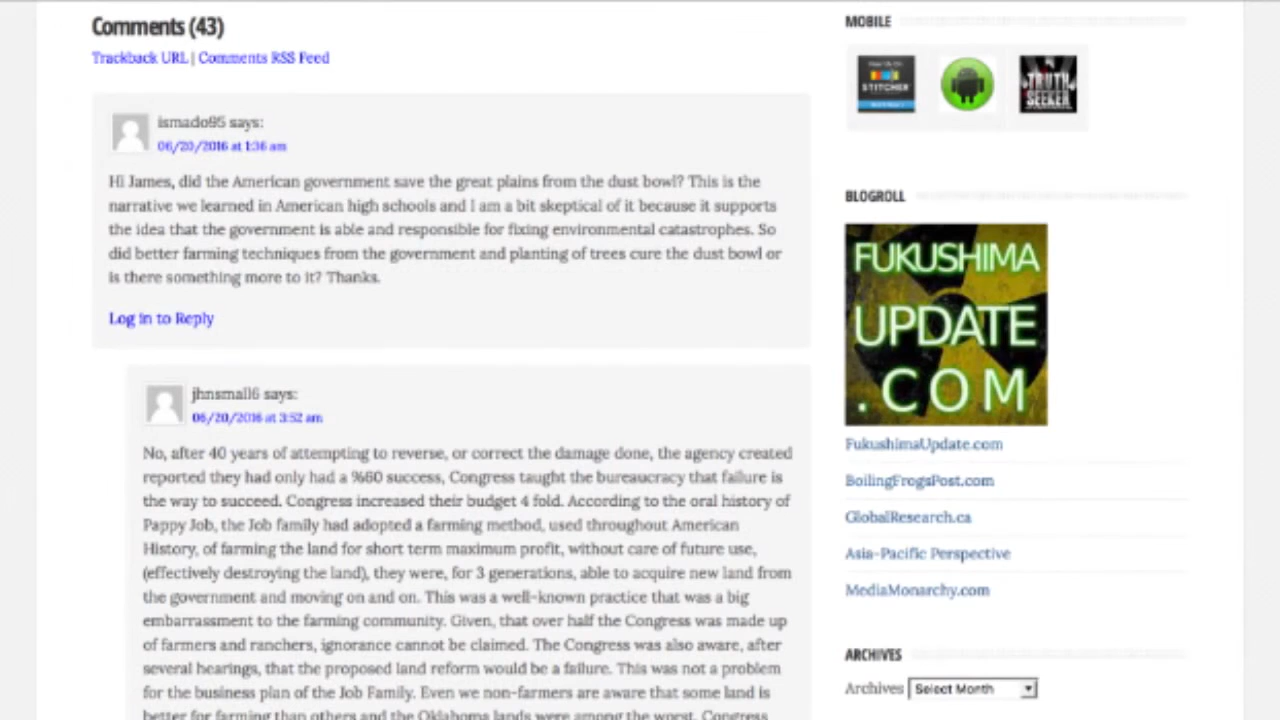 Comments (43)
Trackback URL | Comments RSS Feed
ismado95 says:
06/20/2016 at 1:36 am
Hi James, did the American government save the great plains from the dust bowl? This is the
narrative we learned in American high schools and I am a bit skeptical of it because it supports
the idea that the government is able and responsible for fixing environmental catastrophes. So
did better farming techniques from the government and planting of trees cure the dust bowl or
is there something more to it? Thanks.
Log in to Reply
jhnsmall6 says:
06/20/2016 at 3:52 am
No, after 40 years of attempting to reverse, or correct the damage done, the agency created
reported they had only had a %60 success, Congress taught the bureaucracy that failure is
the way to succeed. Congress increased their budget 4 fold. According to the oral history of
Pappy Job, the Job family had adopted a farming method, used throughout American
History, of farming the land for short term maximum profit, without care of future use,
(effectively destroying the land), they were, for 3 generations, able to acquire new land from
the government and moving on and on. This was a well-known practice that was a big
embarrassment to the farming community. Given, that over half the Congress was made up
of farmers and ranchers, ignorance cannot be claimed. The Congress was also aware, after
several hearings, that the proposed land reform would be a failure. This was not a problem
for the business plan of the Job Family. Even we non-farmers are aware that some land is
better for farming than others and the Oklahoma lands were among the worst. Congress
MOBILE
STITCHER
TRUTH
SEEKER
BLOGROLL
FUKUSHIMA
UPDATE
.COM
FukushimaUpdate.com
BoilingFrogsPost.com
GlobalResearch.ca
Asia-Pacific Perspective
MediaMonarchy.com
ARCHIVES
Archives Select Month